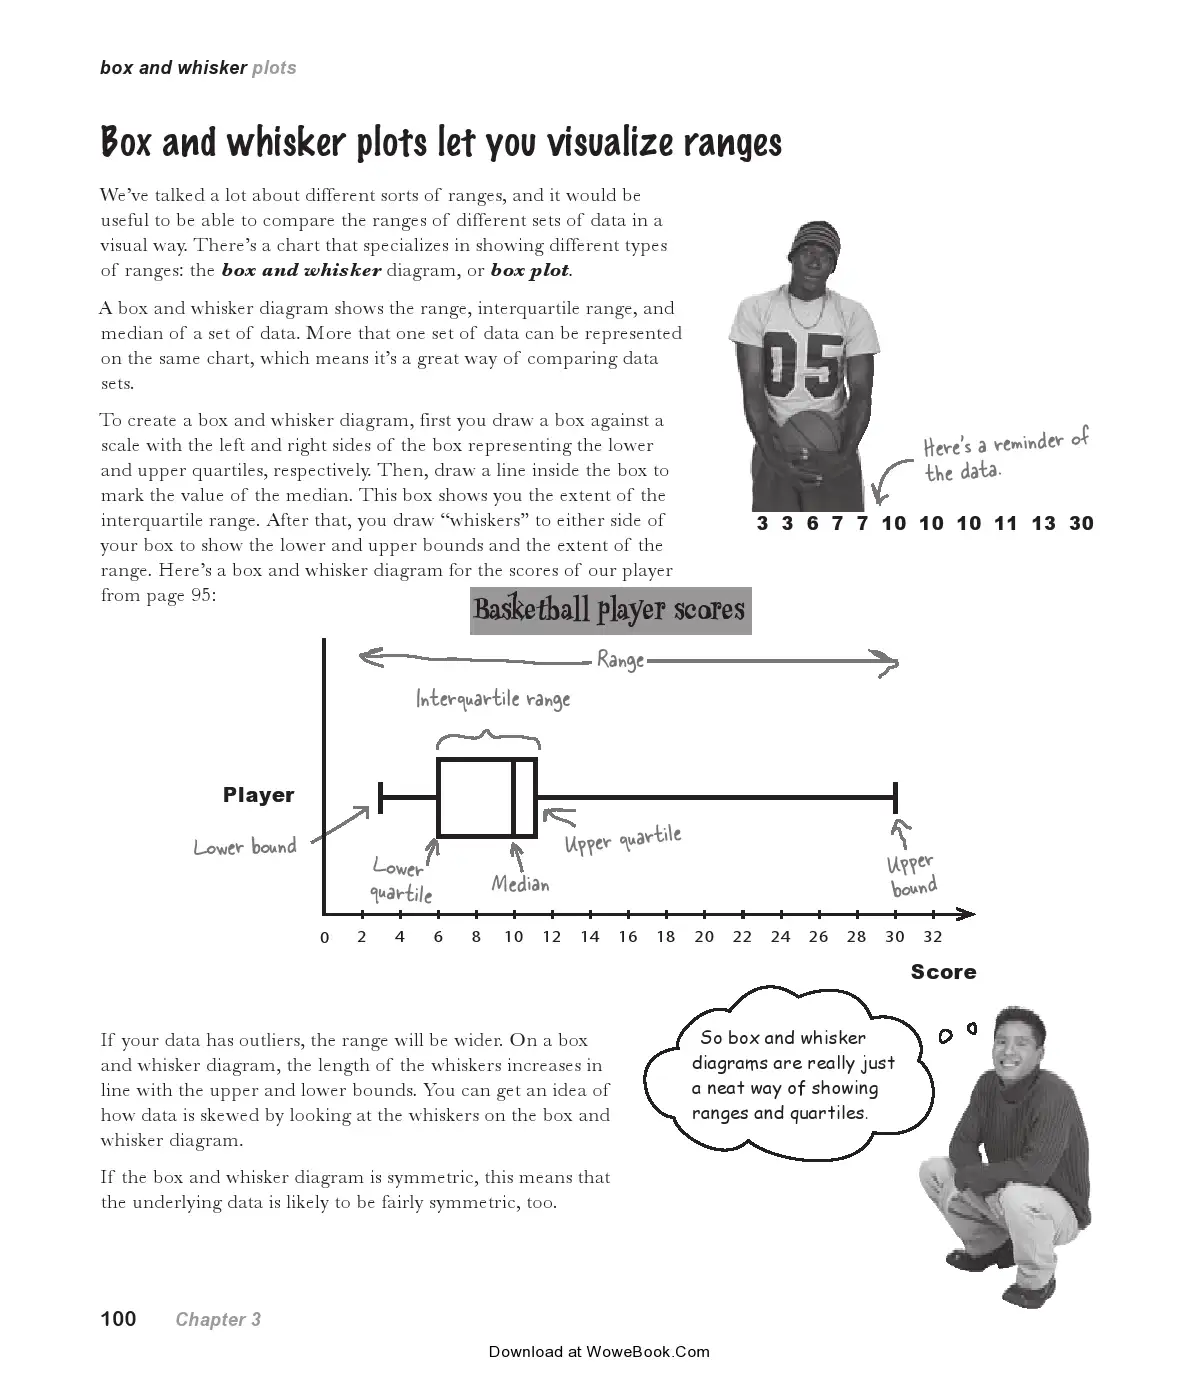 box and whisker plots
Box and whisker plots let you visualize ranges
We've talked a lot about different sorts of ranges, and it would be
useful to be able to compare the ranges of different sets of data in a
visual way. There's a chart that specializes in showing different types
of ranges: the box and whisker diagram, or box plot.
A box and whisker diagram shows the range, interquartile range, and
median of a set of data. More that one set of data can be represented
on the same chart, which means it's a great way of comparing data
sets.
To create a box and whisker diagram, first you draw a box against a
scale with the left and right sides of the box representing the lower
and upper quartiles, respectively. Then, draw a line inside the box to
mark the value of the median. This box shows you the extent of the
interquartile range. After that, you draw “whiskers” to either side of
your box to show the lower and upper bounds and the extent of the
range. Here's a box and whisker diagram for the scores of our player
from page 95:
05
Here's a reminder of
the data.
3 3 6 7 7 10 10 10 11 13 30
Basketball player scores
Range
Interquartile range
Player
Lower bound
Lower
quartile
Median
Upper quartile
Upper
bound
0 2 4 6 8 10 12 14 16 18 20 22 24 26 28 30 32
Score
If your data has outliers, the range will be wider. On a box
and whisker diagram, the length of the whiskers increases in
line with the upper and lower bounds. You can get an idea of
how data is skewed by looking at the whiskers on the box and
whisker diagram.
If the box and whisker diagram is symmetric, this means that
the underlying data is likely to be fairly symmetric, too.
So box and whisker
diagrams are really just
a neat way of showing
ranges and quartiles.
100 Chapter 3
Download at WoweBook.Com